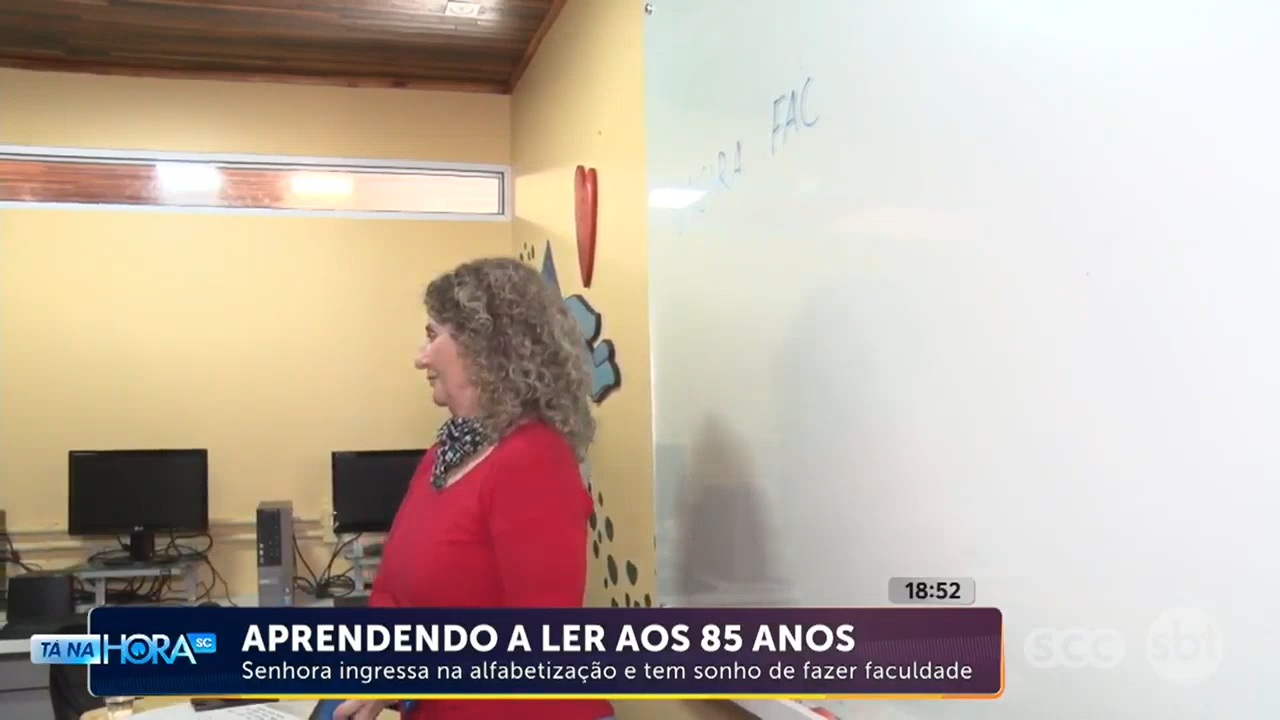 FAC
18:52
TÁ NA HORA SC
APRENDENDO A LER AOS 85 ANOS
Senhora ingressa na alfabetização e tem sonho de fazer faculdade
scc sbt